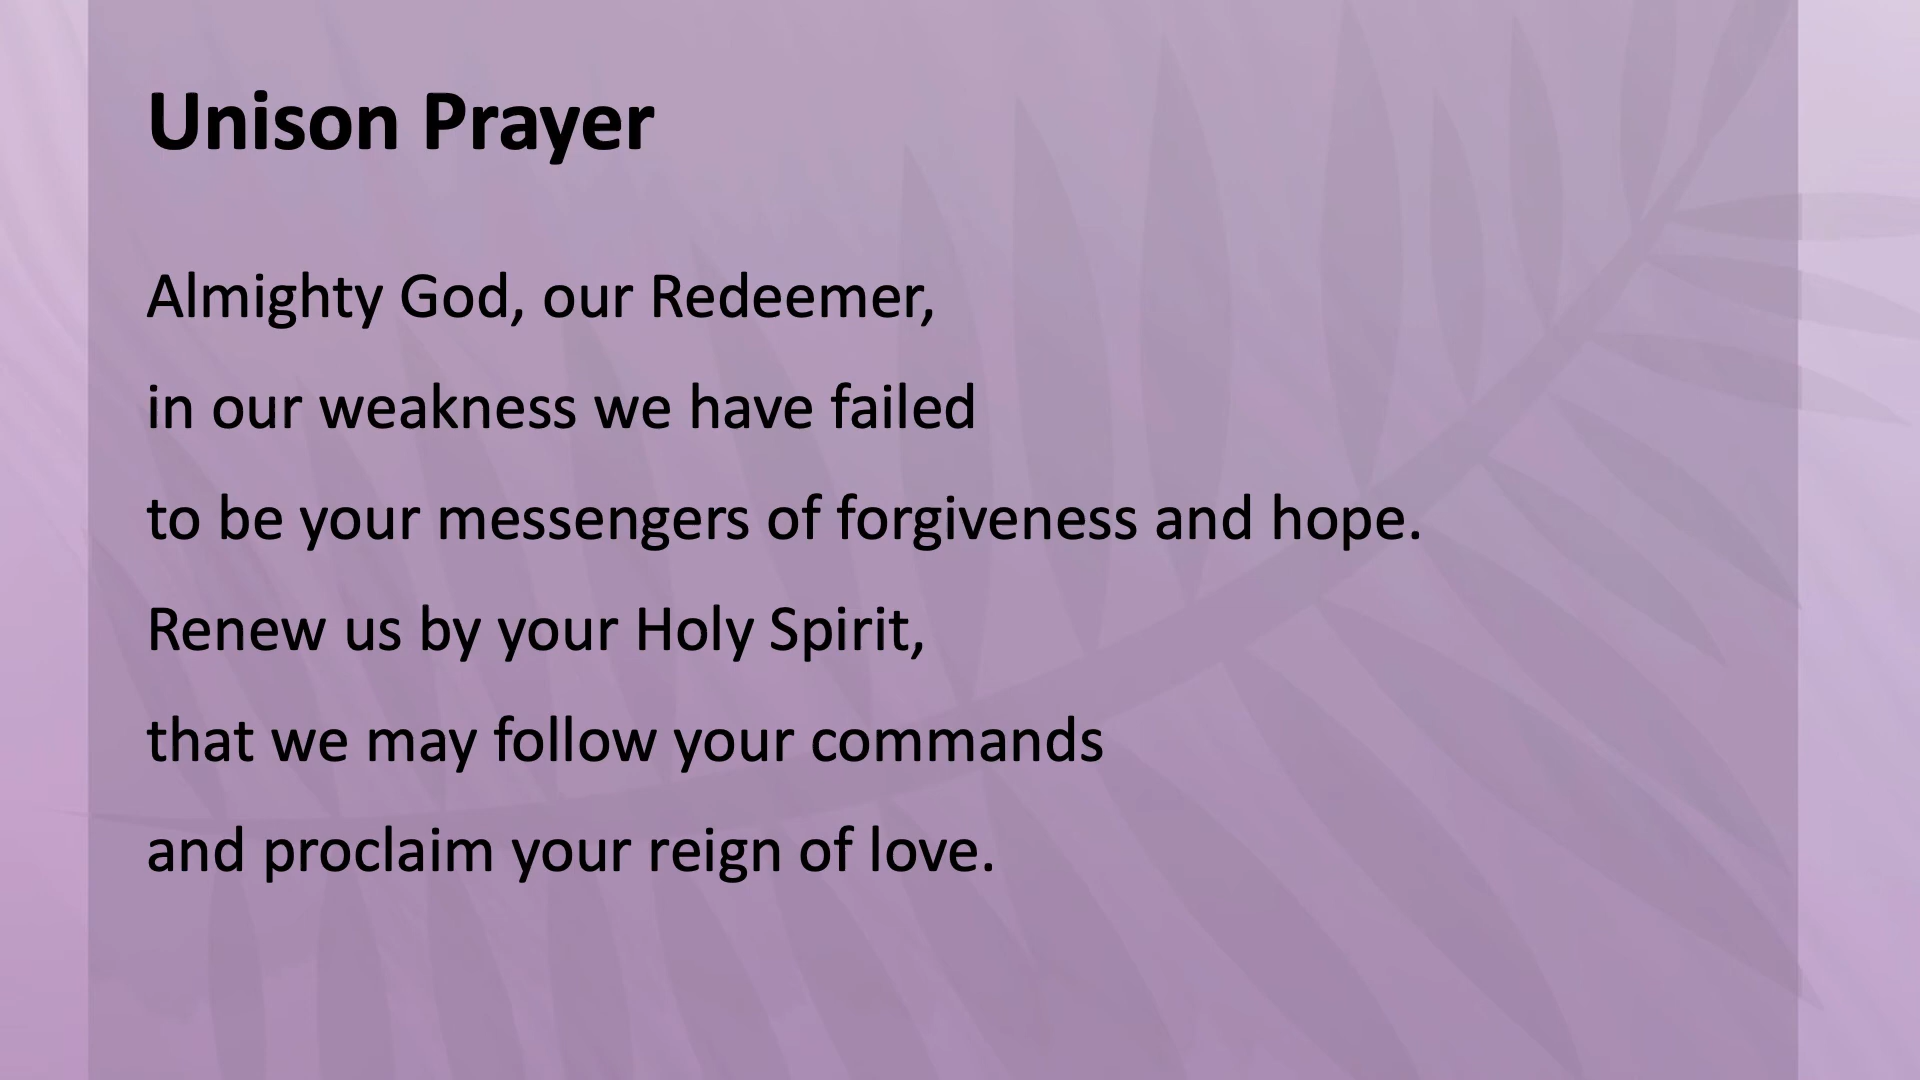 Unison Prayer
Almighty God, our Redeemer,
in our weakness we have failed
to be your messengers of forgiveness and hope.
Renew us by your Holy Spirit,
that we may follow your commands
and proclaim your reign of love.